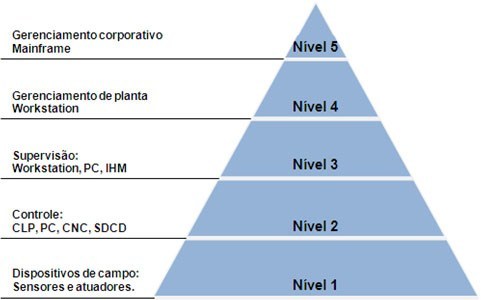 Gerenciamento corporativo
Mainframe
Nível 5
Gerenciamento de planta
Workstation
Nível 4
Supervisão:
Workstation, PC, IHM
Nível 3
Controle:
CLP, PC, CNC, SDCD
Nível 2
Dispositivos de campo:
Sensores e atuadores.
Nível 1